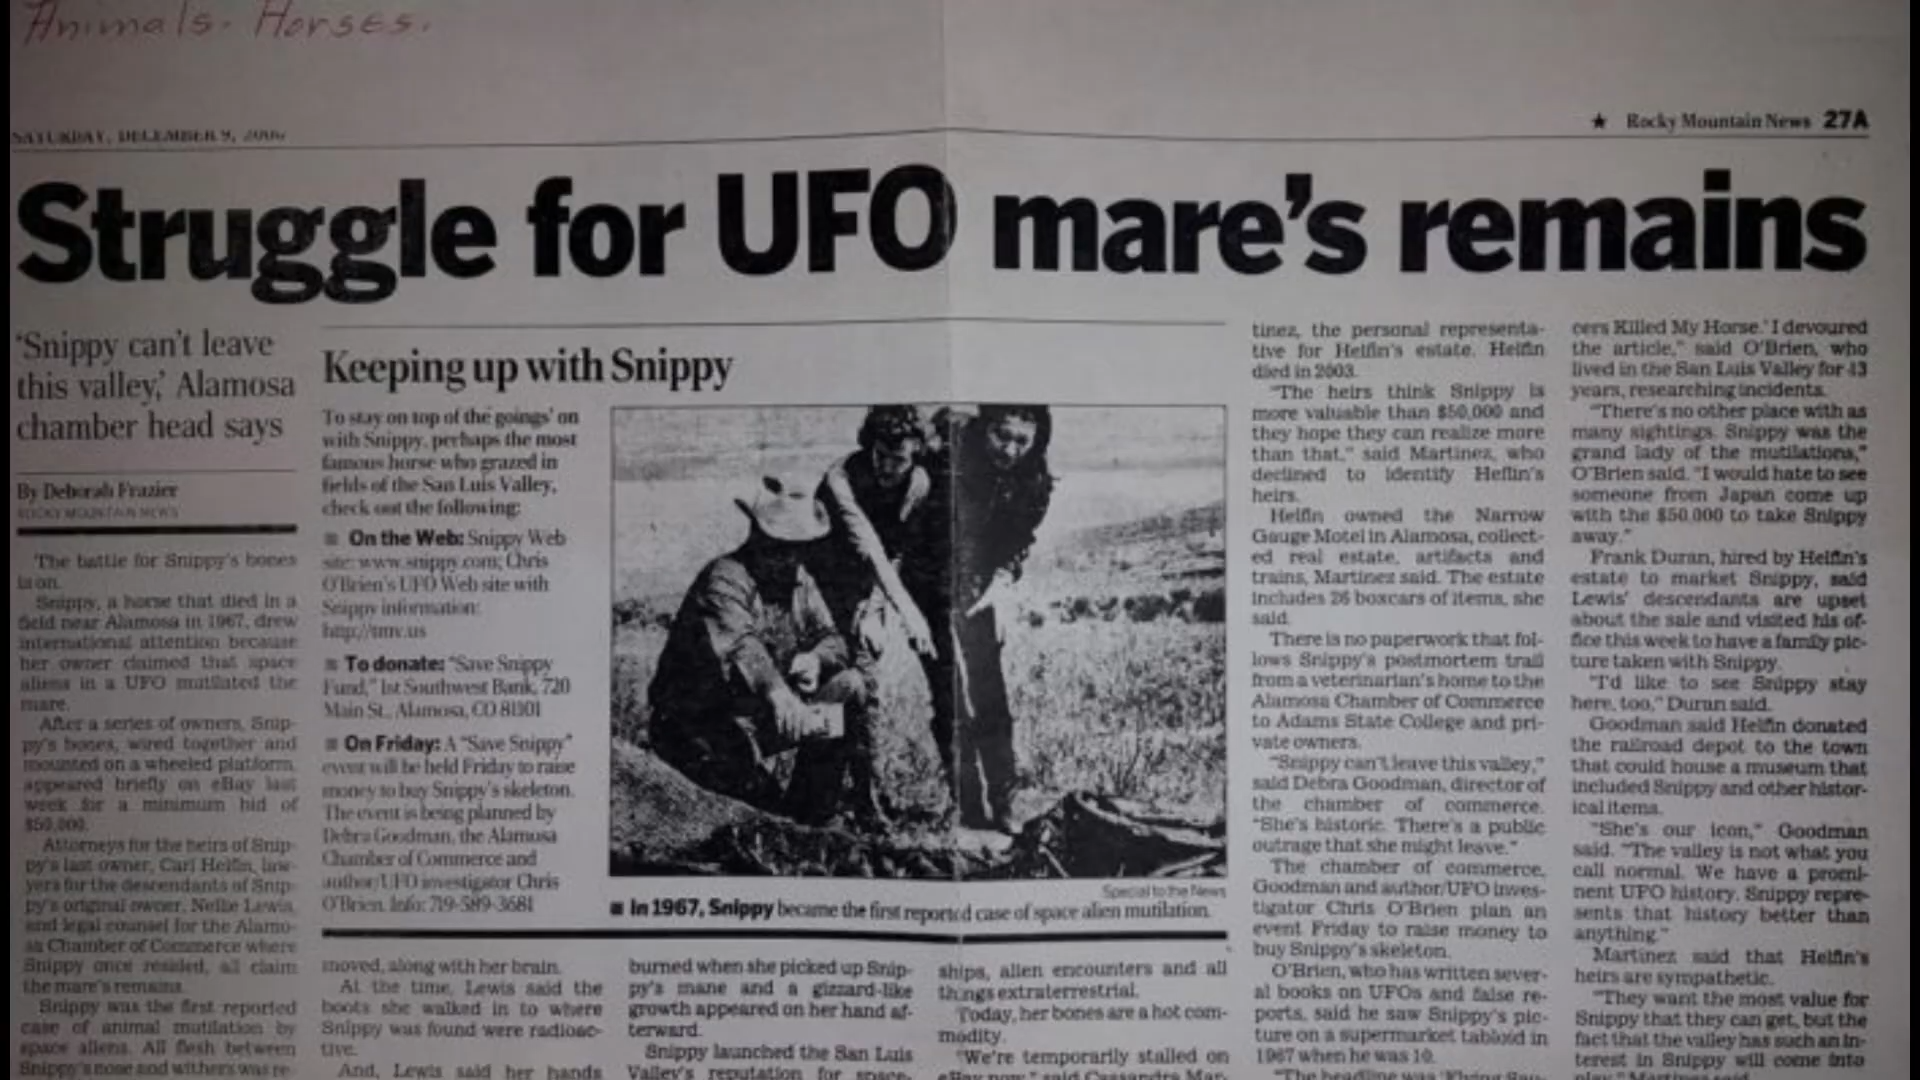 Animals. Horses.
SATURDAY, DECEMBER 9, 2006
★ Rocky Mountain News 27A
Struggle for UFO mare's remains
'Snippy can't leave
this valley,' Alamosa
chamber head says
By Deborah Frazier
ROCKY MOUNTAIN NEWS
The battle for Snippy's bones
is on.
Snippy, a horse that died in a
field near Alamosa in 1967, drew
international attention because
her owner claimed that space
aliens in a UFO mutilated the
mare.
After a series of owners, Snip-
py's bones, wired together and
mounted on a wheeled platform,
appeared briefly on eBay last
week for a minimum bid of
$50,000.
Attorneys for the heirs of Snip-
py's last owner, Carl Helfin, law-
yers for the descendants of Snip-
py's original owner, Nellie Lewis,
and legal counsel for the Alamo-
sa Chamber of Commerce where
Snippy once resided, all claim
the mare's remains.
Snippy was the first reported
case of animal mutilation by
space aliens. All flesh between
Snippy's nose and withers was re-
Keeping up with Snippy
To stay on top of the goings' on
with Snippy, perhaps the most
famous horse who grazed in
fields of the San Luis Valley,
check out the following:
■ On the Web: Snippy Web
site: www.snippy.com; Chris
O'Brien's UFO Web site with
Snippy information:
http://tmv.us
■ To donate: "Save Snippy
Fund," 1st Southwest Bank, 720
Main St., Alamosa, CO 81101
■ On Friday: A "Save Snippy"
event will be held Friday to raise
money to buy Snippy's skeleton.
The event is being planned by
Debra Goodman, the Alamosa
Chamber of Commerce and
author/UFO investigator Chris
O'Brien. Info: 719-589-3681
Special to the News
■ In 1967, Snippy became the first reported case of space alien mutilation.
moved, along with her brain.
At the time, Lewis said the
boots she walked in to where
Snippy was found were radioac-
tive.
And, Lewis said her hands
burned when she picked up Snip-
py's mane and a gizzard-like
growth appeared on her hand af-
terward.
Snippy launched the San Luis
Valley's reputation for space-
ships, alien encounters and all
things extraterrestrial.
Today, her bones are a hot com-
modity.
"We're temporarily stalled on
eBay now," said Cassandra Mar-
tinez, the personal representa-
tive for Helfin's estate. Helfin
died in 2003.
"The heirs think Snippy is
more valuable than $50,000 and
they hope they can realize more
than that," said Martinez, who
declined to identify Heflin's
heirs.
Helfin owned the Narrow
Gauge Motel in Alamosa, collect-
ed real estate, artifacts and
trains, Martinez said. The estate
includes 26 boxcars of items, she
said.
There is no paperwork that fol-
lows Snippy's postmortem trail
from a veterinarian's home to the
Alamosa Chamber of Commerce
to Adams State College and pri-
vate owners.
"Snippy can't leave this valley,"
said Debra Goodman, director of
the chamber of commerce.
"She's historic. There's a public
outrage that she might leave."
The chamber of commerce,
Goodman and author/UFO inves-
tigator Chris O'Brien plan an
event Friday to raise money to
buy Snippy's skeleton.
O'Brien, who has written sever-
al books on UFOs and false re-
ports, said he saw Snippy's pic-
ture on a supermarket tabloid in
1967 when he was 10.
"The headline was 'Flying Sau-
cers Killed My Horse.' I devoured
the article," said O'Brien, who
lived in the San Luis Valley for 13
years, researching incidents.
"There's no other place with as
many sightings. Snippy was the
grand lady of the mutilations,"
O'Brien said. "I would hate to see
someone from Japan come up
with the $50,000 to take Snippy
away."
Frank Duran, hired by Helfin's
estate to market Snippy, said
Lewis' descendants are upset
about the sale and visited his of-
fice this week to have a family pic-
ture taken with Snippy.
"I'd like to see Snippy stay
here, too," Duran said.
Goodman said Helfin donated
the railroad depot to the town
that could house a museum that
included Snippy and other histor-
ical items.
"She's our icon," Goodman
said. "The valley is not what you
call normal. We have a promi-
nent UFO history. Snippy repre-
sents that history better than
anything."
Martinez said that Helfin's
heirs are sympathetic.
"They want the most value for
Snippy that they can get, but the
fact that the valley has such an in-
terest in Snippy will come into
play," Martinez said.